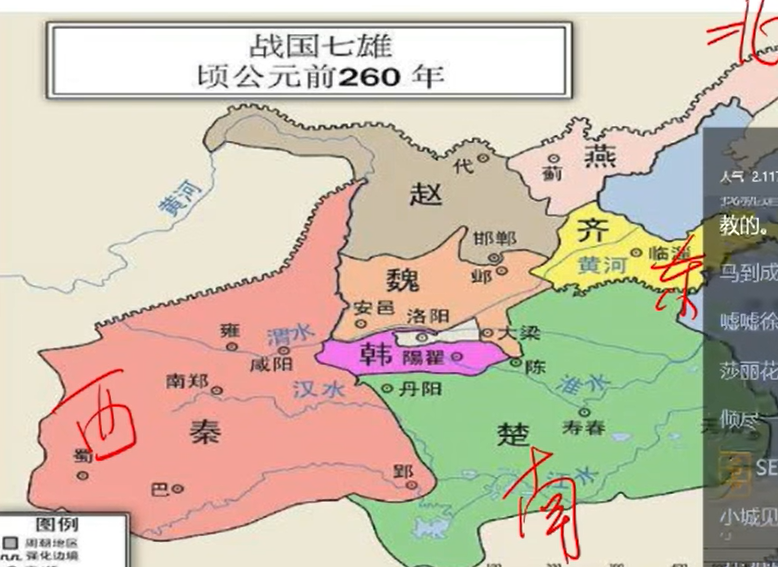 战国七雄
顷公元前260 年
北
代
蓟
燕
赵
黄河
人气 2.117
教的。
邯郸
齐
临淄
黄河
东
邺
魏
马到成
安邑
洛阳
嘘嘘徐
雍
渭水
大梁
咸阳
韩
陽翟
陈
莎丽花
南郑
汉水
丹阳
淮水
西
秦
楚
寿春
倾尽一
蜀
巴
郢
南
江水
SE
小城见
图例
周朝地区
强化边境